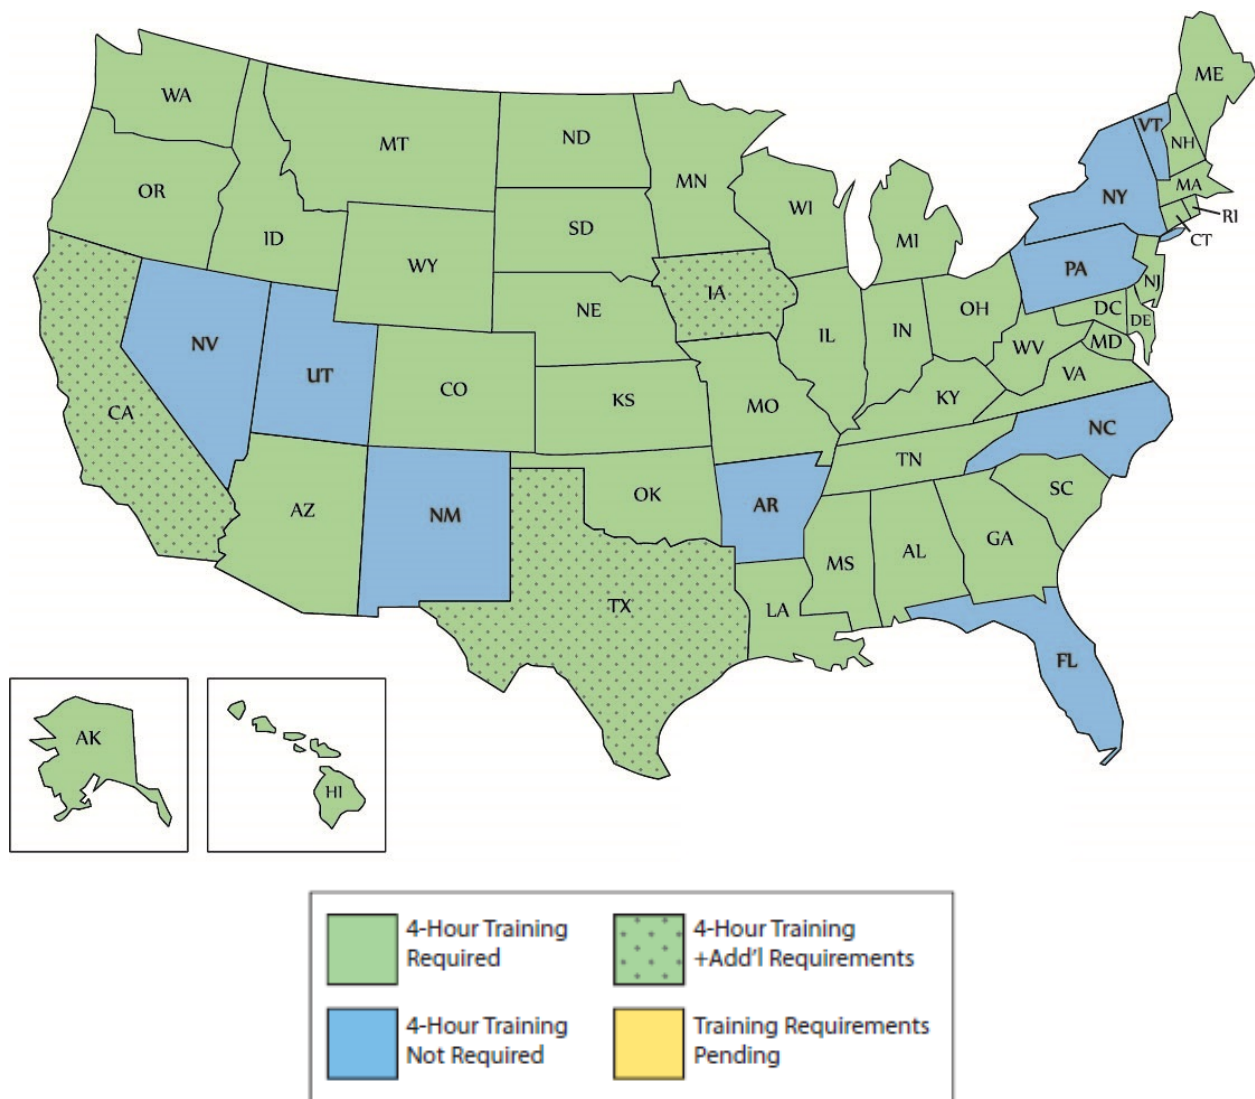 WA
MT
ND
MN
ME
VT
NH
OR
ID
WY
SD
WI
MI
NY
MA
RI
CT
NV
UT
CO
NE
IA
IL
IN
OH
PA
NJ
DC
DE
MD
WV
VA
CA
KS
MO
KY
NC
AZ
NM
OK
AR
TN
SC
TX
LA
MS
AL
GA
FL
AK
HI
4-Hour Training
Required
4-Hour Training
+Add'l Requirements
4-Hour Training
Not Required
Training Requirements
Pending